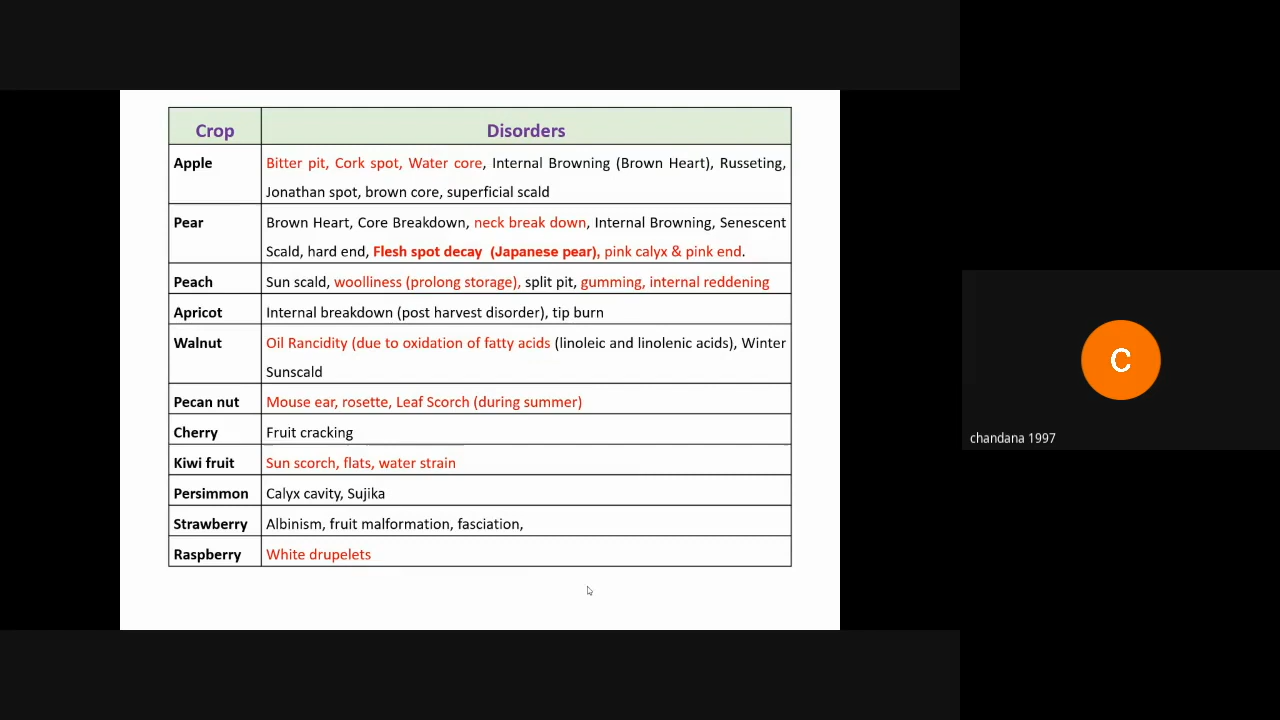 Crop Disorders
Apple Bitter pit, Cork spot, Water core, Internal Browning (Brown Heart), Russeting,
Jonathan spot, brown core, superficial scald
Pear Brown Heart, Core Breakdown, neck break down, Internal Browning, Senescent
Scald, hard end, Flesh spot decay (Japanese pear), pink calyx & pink end.
Peach Sun scald, woolliness (prolong storage), split pit, gumming, internal reddening
Apricot Internal breakdown (post harvest disorder), tip burn
Walnut Oil Rancidity (due to oxidation of fatty acids (linoleic and linolenic acids), Winter
Sunscald
Pecan nut Mouse ear, rosette, Leaf Scorch (during summer)
Cherry Fruit cracking
Kiwi fruit Sun scorch, flats, water strain
Persimmon Calyx cavity, Sujika
Strawberry Albinism, fruit malformation, fasciation,
Raspberry White drupelets
C
chandana 1997